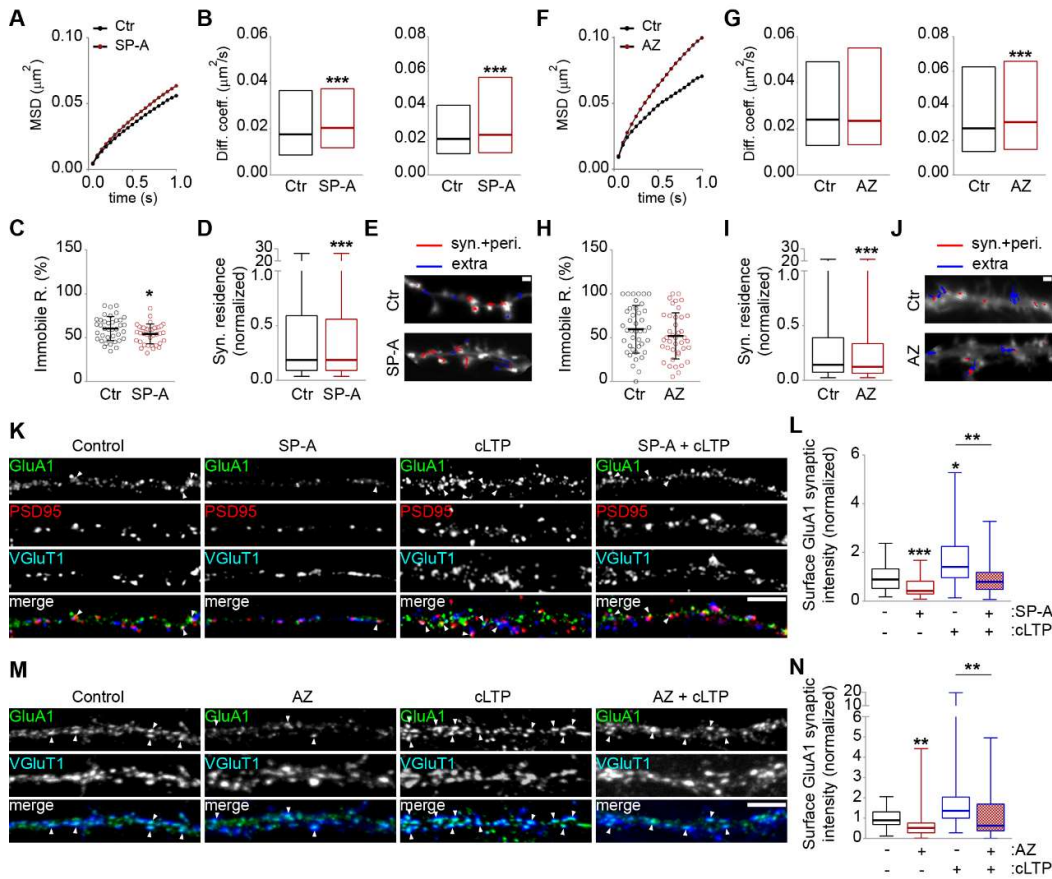 A
Ctr
SP-A
MSD (µm²)
0.10
0.05
0.00
0.0
0.5
1.0
time (s)
B
Diff. coeff. (µm²/s)
0.06
0.04
0.02
0.00
***
Ctr SP-A
0.08
0.06
0.04
0.02
0.00
***
Ctr SP-A
F
Ctr
AZ
MSD (µm²)
0.10
0.05
0.00
0.0
0.5
1.0
time (s)
G
Diff. coeff. (µm²/s)
0.06
0.04
0.02
0.00
Ctr AZ
0.08
0.06
0.04
0.02
0.00
***
Ctr AZ
C
Immobile R. (%)
150
100
50
0
*
Ctr SP-A
D
Syn. residence
(normalized)
30
20
1.0
0.5
0.0
***
Ctr SP-A
E
syn.+peri.
extra
Ctr
SP-A
H
Immobile R. (%)
150
100
50
0
Ctr AZ
I
Syn. residence
(normalized)
30
20
1.0
0.5
0.0
***
Ctr AZ
J
syn.+peri.
extra
Ctr
AZ
K
Control SP-A cLTP SP-A + cLTP
GluA1 GluA1 GluA1 GluA1
PSD95 PSD95 PSD95 PSD95
VGluT1 VGluT1 VGluT1 VGluT1
merge merge merge merge
L
Surface GluA1 synaptic
intensity (normalized)
6
4
2
0
***
*
**
- + - + :SP-A
- - + + :cLTP
M
Control AZ cLTP AZ + cLTP
GluA1 GluA1 GluA1 GluA1
VGluT1 VGluT1 VGluT1 VGluT1
merge merge merge merge
N
Surface GluA1 synaptic
intensity (normalized)
20
10
6
5
4
3
2
1
0
**
**
- + - + :AZ
- - + + :cLTP